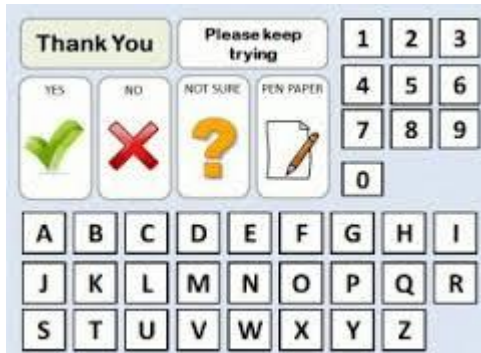 Thank You
Please keep
trying
1 2 3
YES NO NOT SURE PEN PAPER
4 5 6
7 8 9
0
A B C D E F G H I
J K L M N O P Q R
S T U V W X Y Z